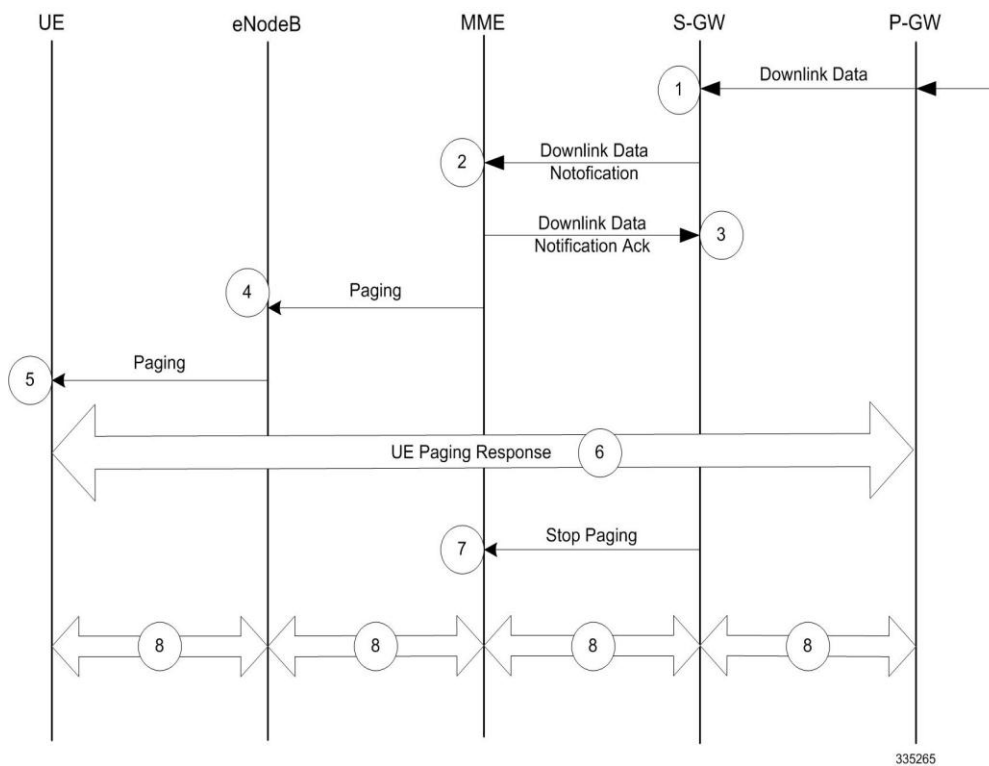 UE
eNodeB
MME
S-GW
P-GW
Downlink Data
1
Downlink Data
Notofication
2
Downlink Data
Notification Ack
3
4
Paging
5
Paging
UE Paging Response
6
7
Stop Paging
8
8
8
8
335265